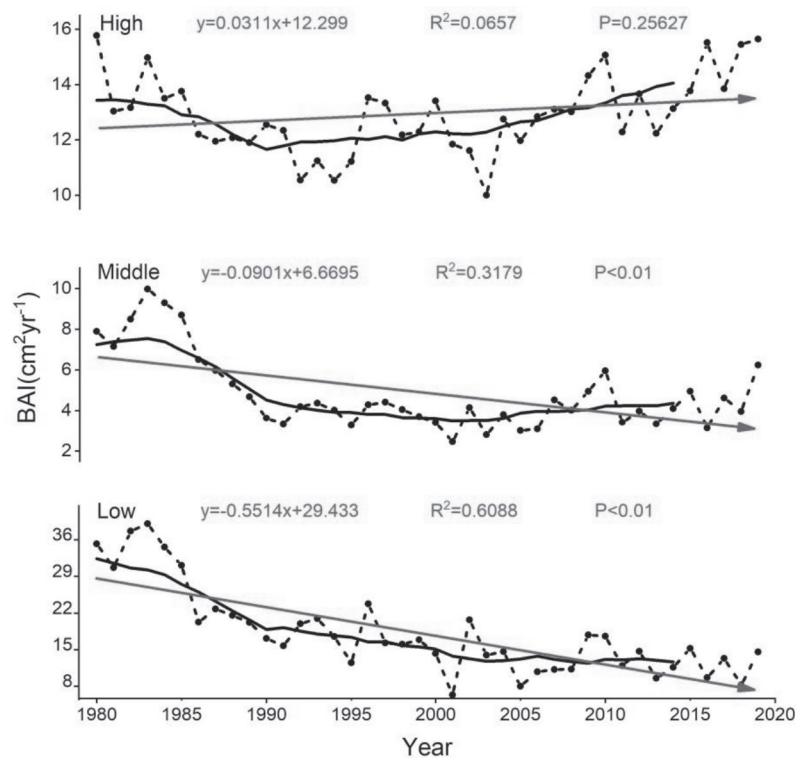 High y=0.0311x+12.299 R²=0.0657 P=0.25627
16
14
12
10
Middle y=-0.0901x+6.6695 R²=0.3179 P<0.01
10
8
6
4
2
BAI(cm²yr⁻¹)
Low y=-0.5514x+29.433 R²=0.6088 P<0.01
36
29
22
15
8
1980 1985 1990 1995 2000 2005 2010 2015 2020
Year